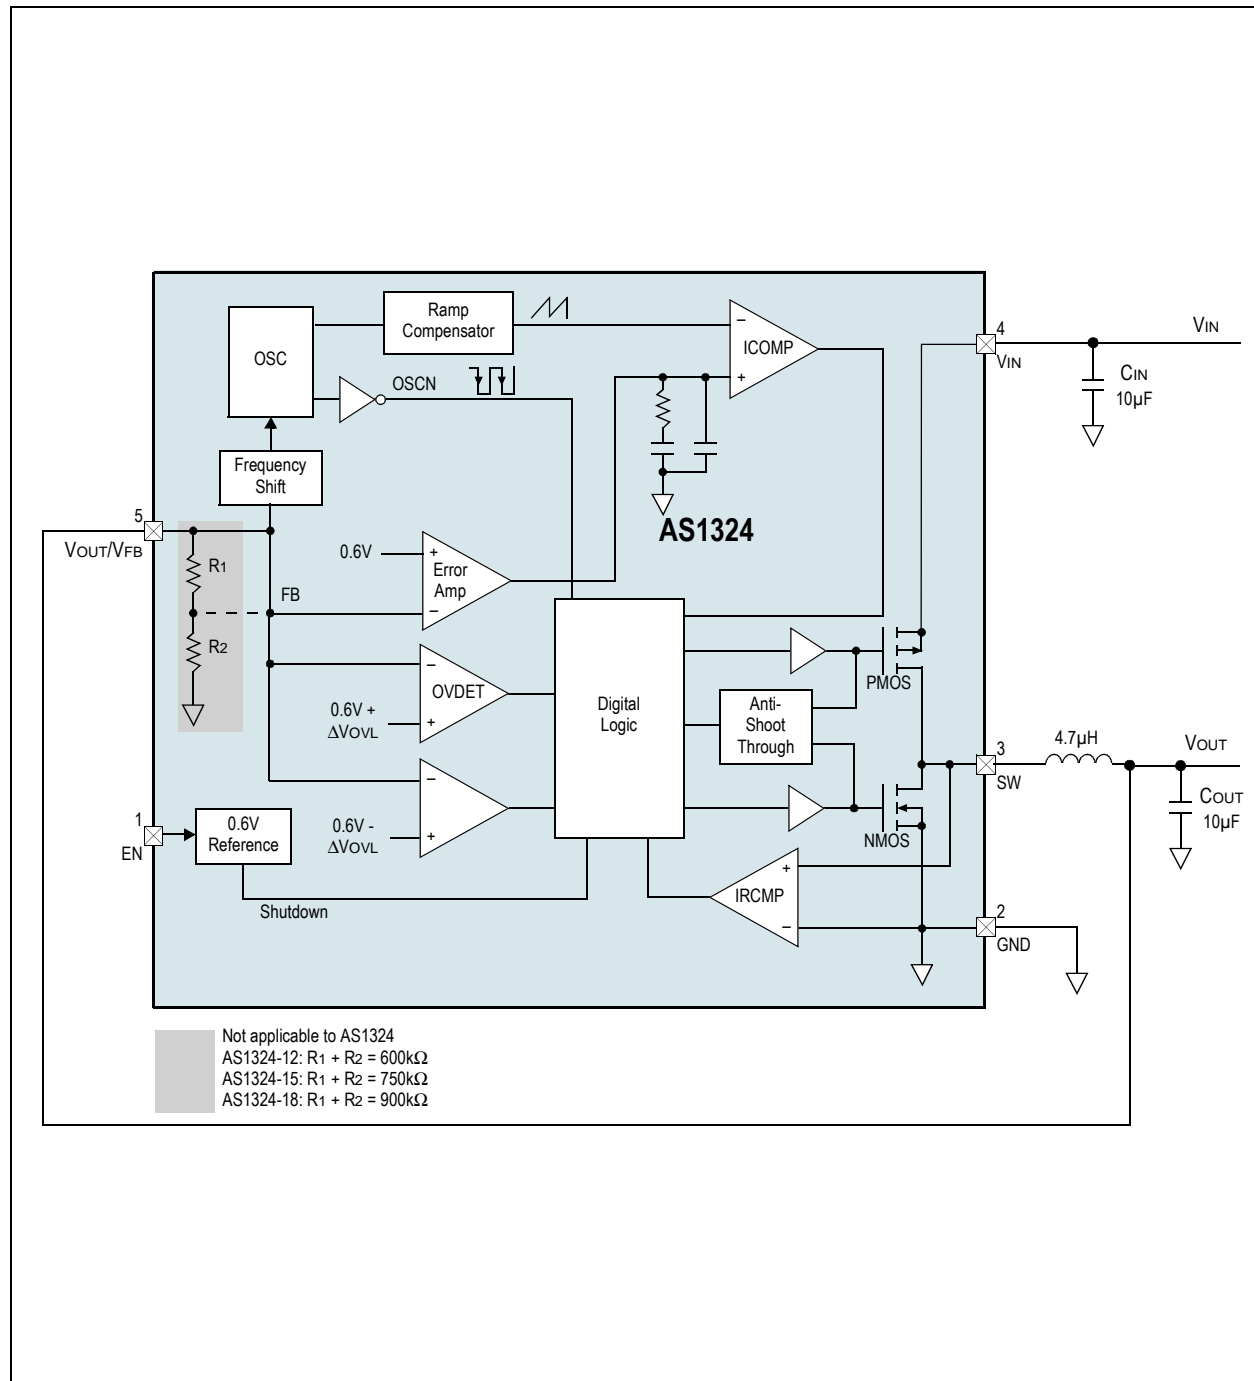 Ramp
Compensator
OSC
OSCN
–
ICOMP
+
4
VIN
VIN
CIN
10µF
Frequency
Shift
AS1324
5
VOUT/VFB
R1
FB
R2
0.6V
+
Error
Amp
–
–
OVDET
0.6V +
ΔVOVL
+
–
0.6V -
ΔVOVL
+
Digital
Logic
Anti-
Shoot
Through
PMOS
NMOS
3
SW
4.7µH
VOUT
COUT
10µF
1
EN
0.6V
Reference
Shutdown
+
IRCMP
–
2
GND
Not applicable to AS1324
AS1324-12: R1 + R2 = 600kΩ
AS1324-15: R1 + R2 = 750kΩ
AS1324-18: R1 + R2 = 900kΩ